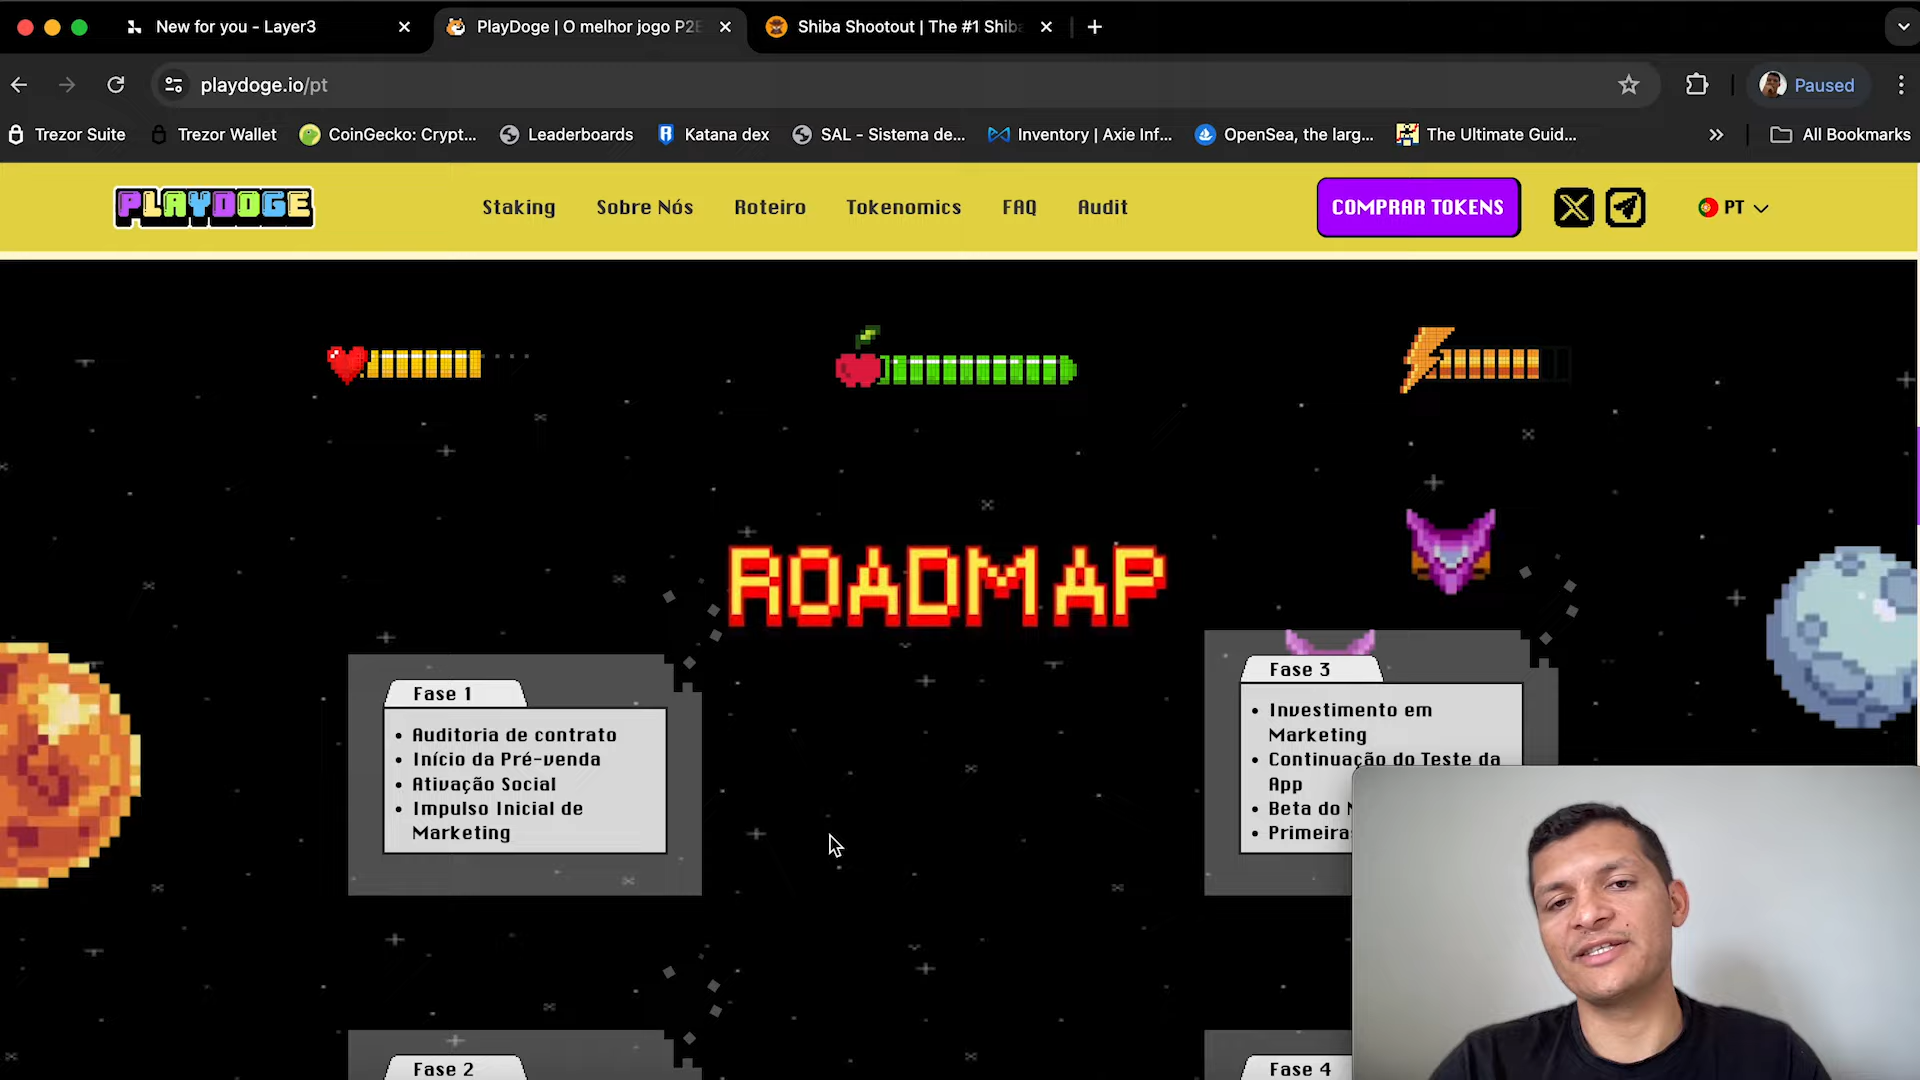 New for you - Layer3
PlayDoge | O melhor jogo P2E
Shiba Shootout | The #1 Shiba
playdoge.io/pt
Paused
Trezor Suite
Trezor Wallet
CoinGecko: Crypt...
Leaderboards
Katana dex
SAL - Sistema de...
Inventory | Axie Inf...
OpenSea, the larg...
The Ultimate Guid...
All Bookmarks
PLAYDOGE
Staking
Sobre Nós
Roteiro
Tokenomics
FAQ
Audit
COMPRAR TOKENS
PT
ROADMAP
Fase 1
• Auditoria de contrato
• Início da Pré-venda
• Ativação Social
• Impulso Inicial de
Marketing
Fase 3
• Investimento em
Marketing
• Continuação do Teste da
App
• Beta do
• Primeira
Fase 2
Fase 4